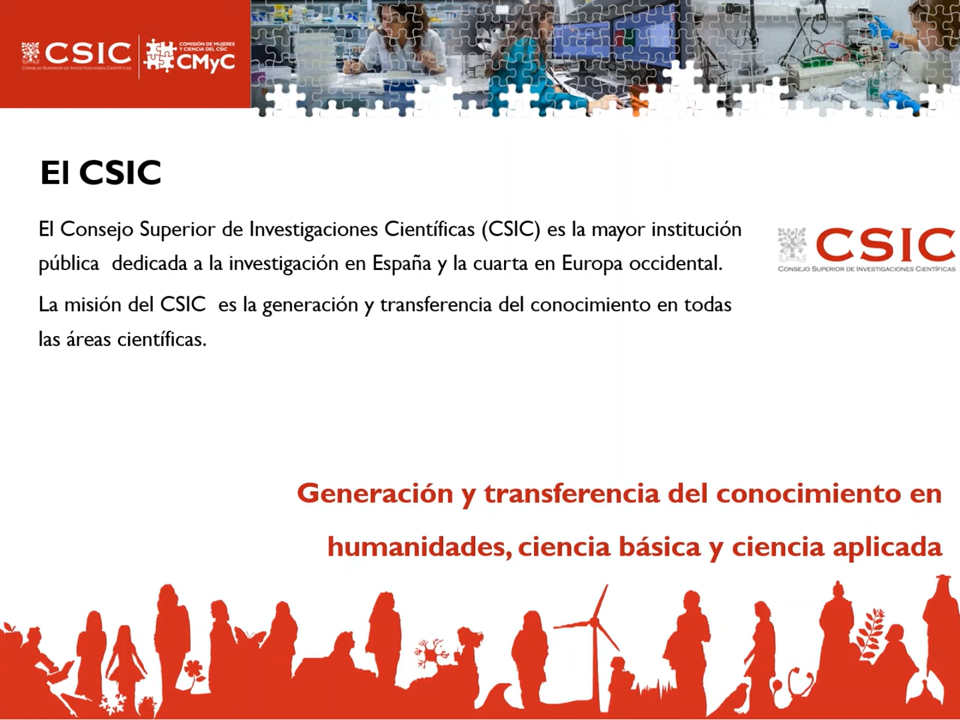 CSIC
CONSEJO SUPERIOR DE INVESTIGACIONES CIENTÍFICAS
COMISIÓN DE MUJERES
Y CIENCIA DEL CSIC
CMyC
El CSIC
El Consejo Superior de Investigaciones Científicas (CSIC) es la mayor institución
pública dedicada a la investigación en España y la cuarta en Europa occidental.
La misión del CSIC es la generación y transferencia del conocimiento en todas
las áreas científicas.
CSIC
CONSEJO SUPERIOR DE INVESTIGACIONES CIENTÍFICAS
Generación y transferencia del conocimiento en
humanidades, ciencia básica y ciencia aplicada